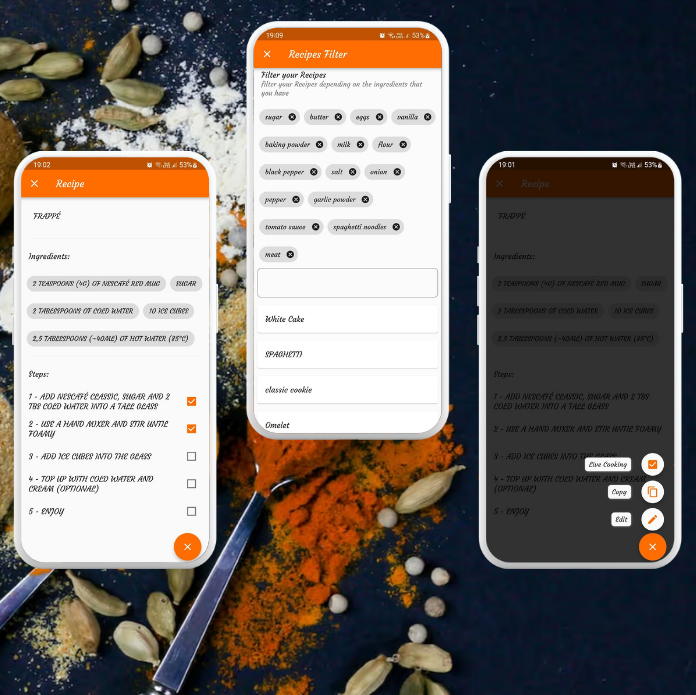 19:02
53%
Recipe
FRAPPÉ
Ingredients:
2 TEASPOONS (4G) OF NESCAFÉ RED MUG
SUGAR
2 TABLESPOONS OF COLD WATER
10 ICE CUBES
2,5 TABLESPOONS (~40ML) OF HOT WATER (85°C)
Steps:
1 - ADD NESCAFÉ CLASSIC, SUGAR AND 2
TBS COLD WATER INTO A TALL GLASS
2 - USE A HAND MIXER AND STIR UNTIL
FOAMY
3 - ADD ICE CUBES INTO THE GLASS
4 - TOP UP WITH COLD WATER AND
CREAM (OPTIONAL)
5 - ENJOY
19:09
53%
Recipes Filter
Filter your Recipes
Filter your Recipes depending on the ingredients that
you have
sugar
butter
eggs
vanilla
baking powder
milk
flour
black pepper
salt
onion
pepper
garlic powder
tomato sauce
spaghetti noodles
meat
White Cake
SPAGHETTI
classic cookie
Omelet
19:01
53%
Recipe
FRAPPÉ
Ingredients:
2 TEASPOONS (4G) OF NESCAFÉ RED MUG
SUGAR
2 TABLESPOONS OF COLD WATER
10 ICE CUBES
2,5 TABLESPOONS (~40ML) OF HOT WATER (85°C)
Steps:
1 - ADD NESCAFÉ CLASSIC, SUGAR AND 2
TBS COLD WATER INTO A TALL GLASS
2 - USE A HAND MIXER AND STIR UNTIL FOAMY
3 - ADD ICE CUBES INTO THE GLASS
Live Cooking
4 - TOP UP WITH COLD WATER AND CREAM
(OPTIONAL)
Copy
5 - ENJOY
Edit